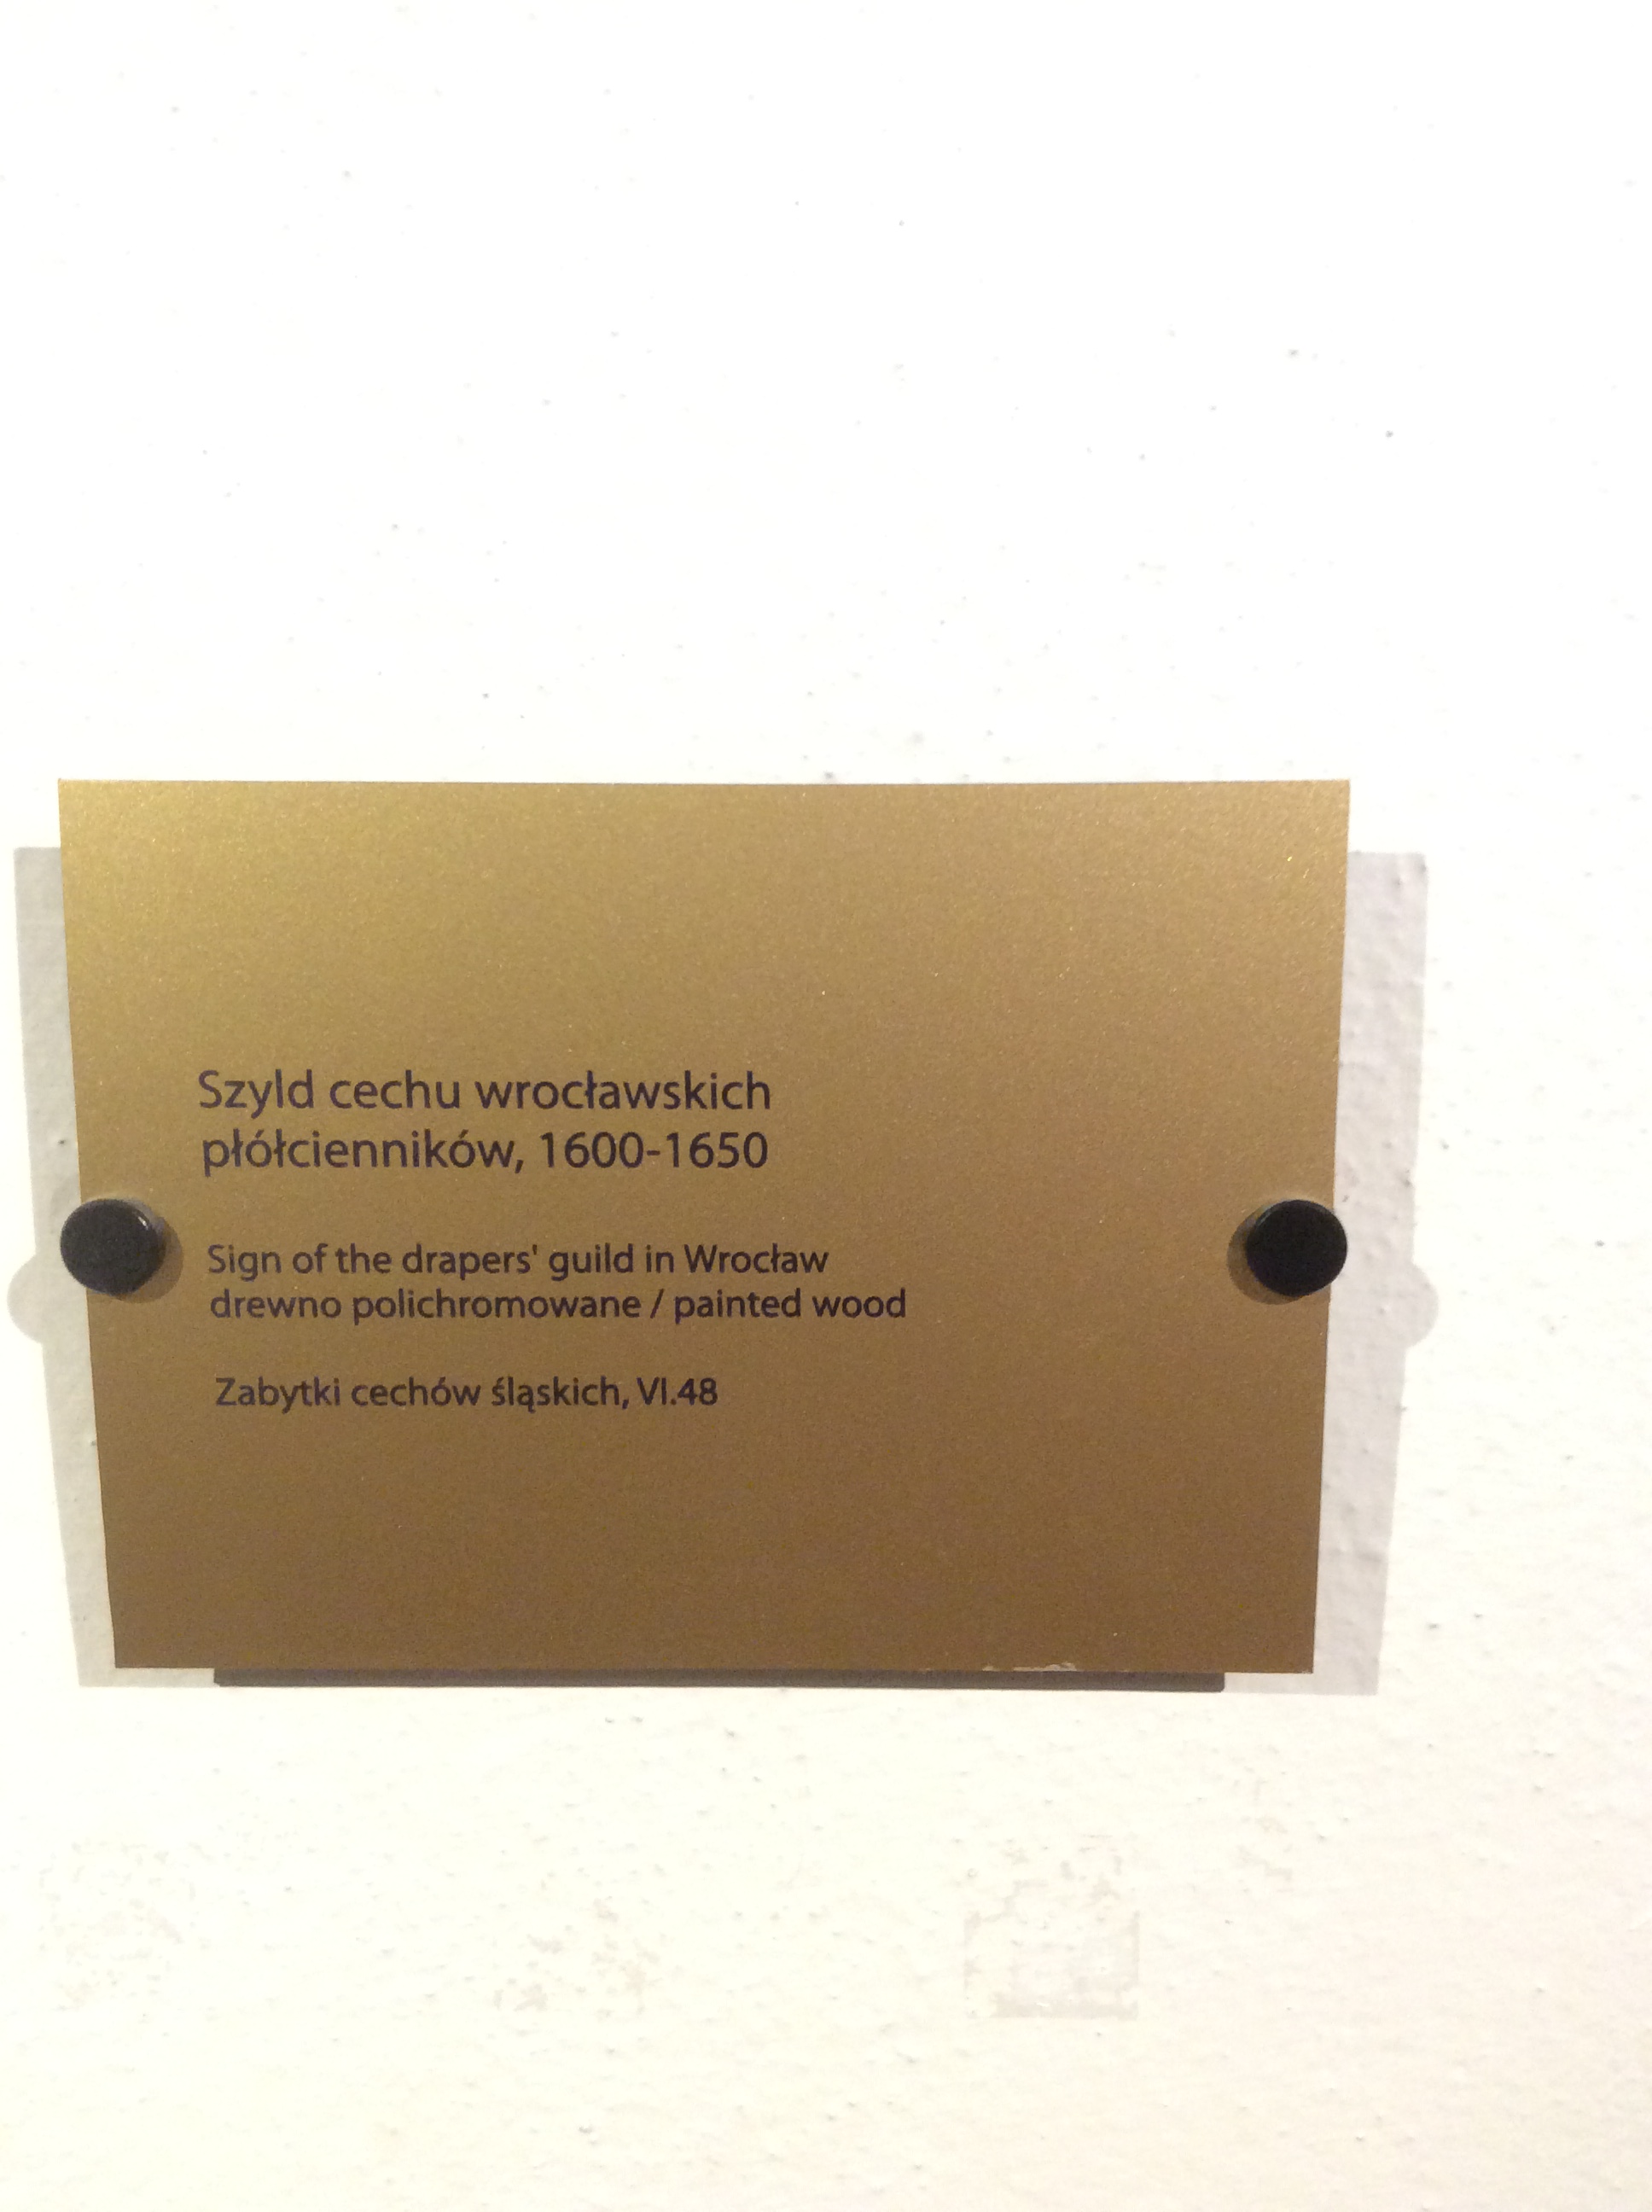 Szyld cechu wrocławskich
płółcienników, 1600-1650
Sign of the drapers' guild in Wrocław
drewno polichromowane / painted wood
Zabytki cechów śląskich, VI.48